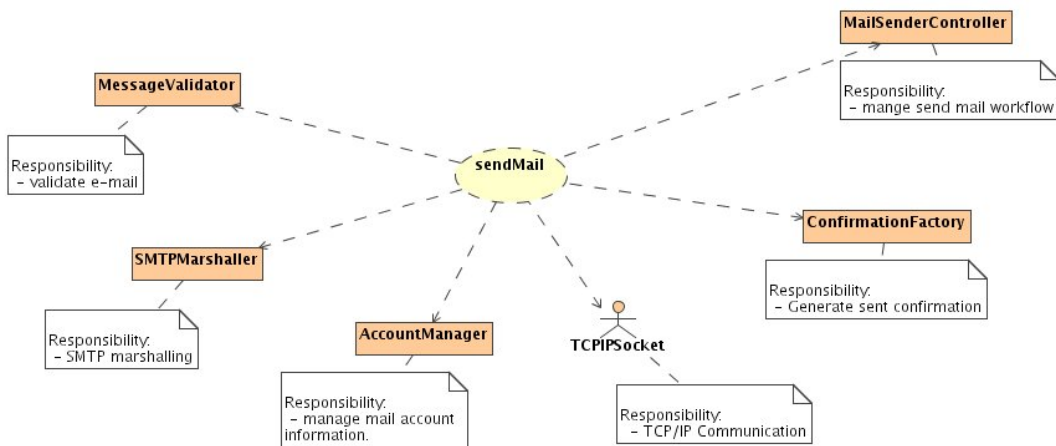 MailSenderController
Responsibility:
- mange send mail workflow
MessageValidator
Responsibility:
- validate e-mail
sendMail
ConfirmationFactory
Responsibility:
- Generate sent confirmation
SMTPMarshaller
Responsibility:
- SMTP marshalling
AccountManager
Responsibility:
- manage mail account
information.
TCPIPSocket
Responsibility:
- TCP/IP Communication